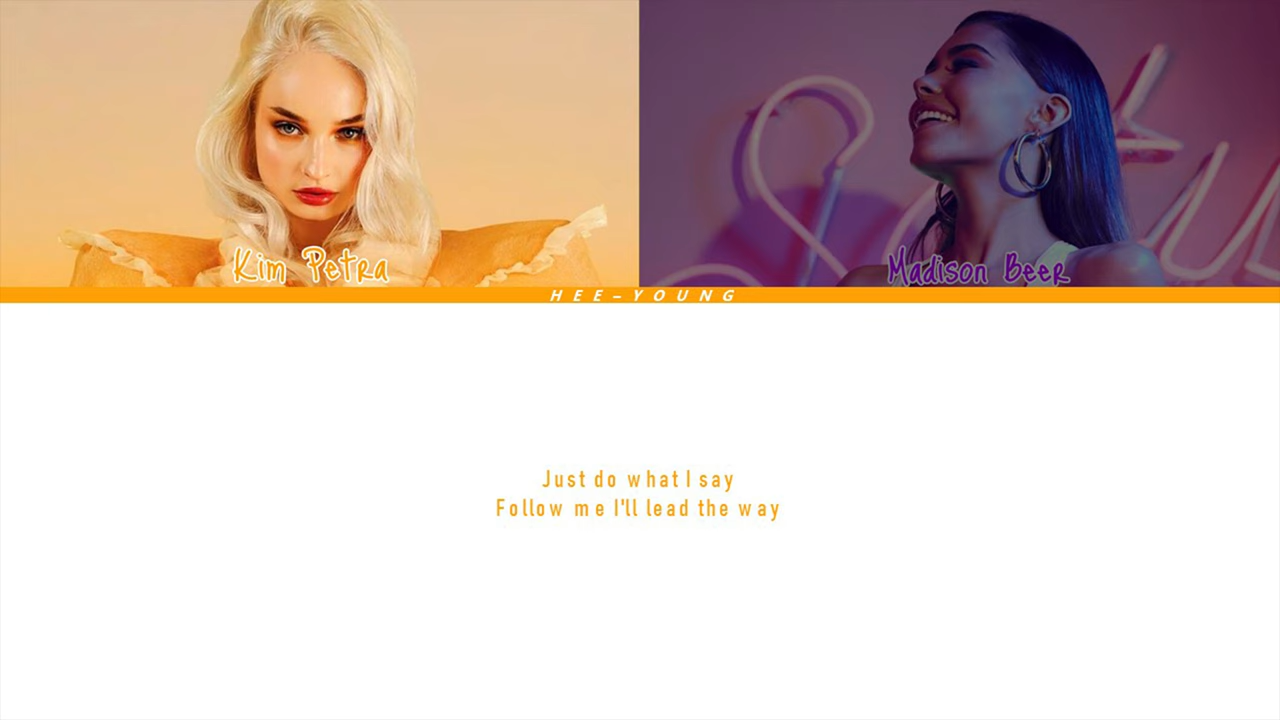 Kim Petra
Madison Beer
HEE-YOUNG
Just do what I say
Follow me I'll lead the way